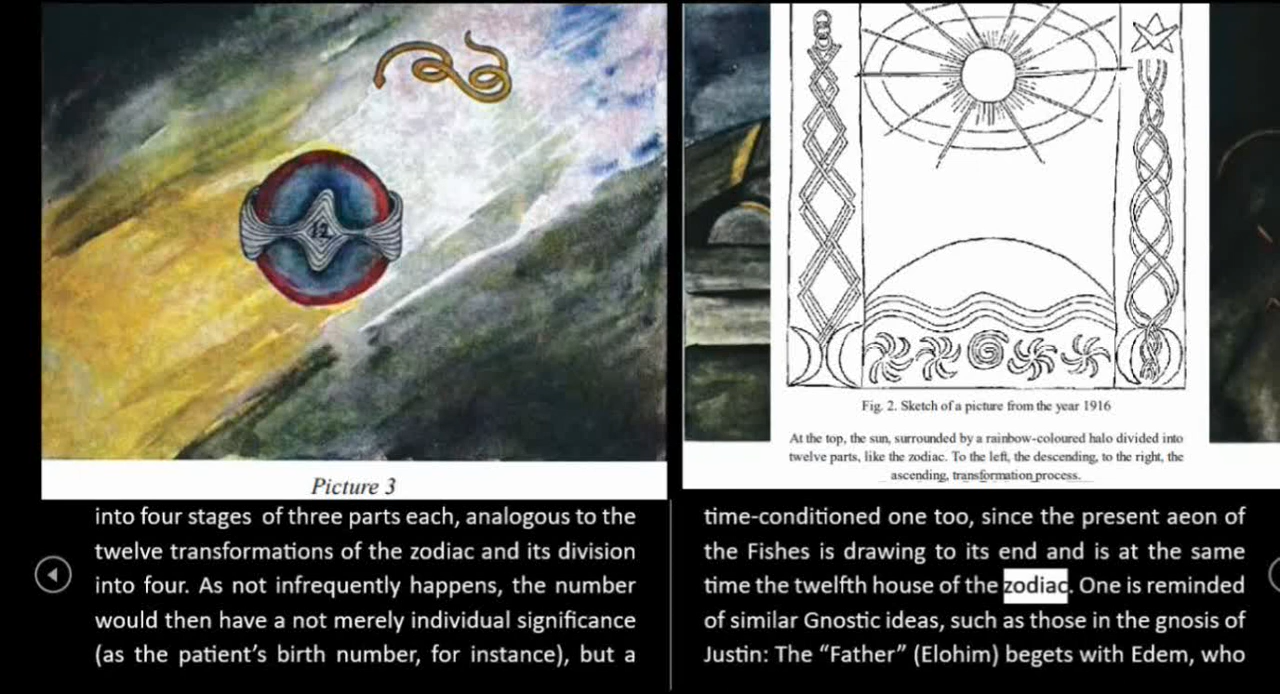 12
Picture 3
into four stages of three parts each, analogous to the
twelve transformations of the zodiac and its division
into four. As not infrequently happens, the number
would then have a not merely individual significance
(as the patient’s birth number, for instance), but a
Fig. 2. Sketch of a picture from the year 1916
At the top, the sun, surrounded by a rainbow-coloured halo divided into
twelve parts, like the zodiac. To the left, the descending, to the right, the
ascending, transformation process.
time-conditioned one too, since the present aeon of
the Fishes is drawing to its end and is at the same
time the twelfth house of the zodiac. One is reminded
of similar Gnostic ideas, such as those in the gnosis of
Justin: The “Father” (Elohim) begets with Edem, who